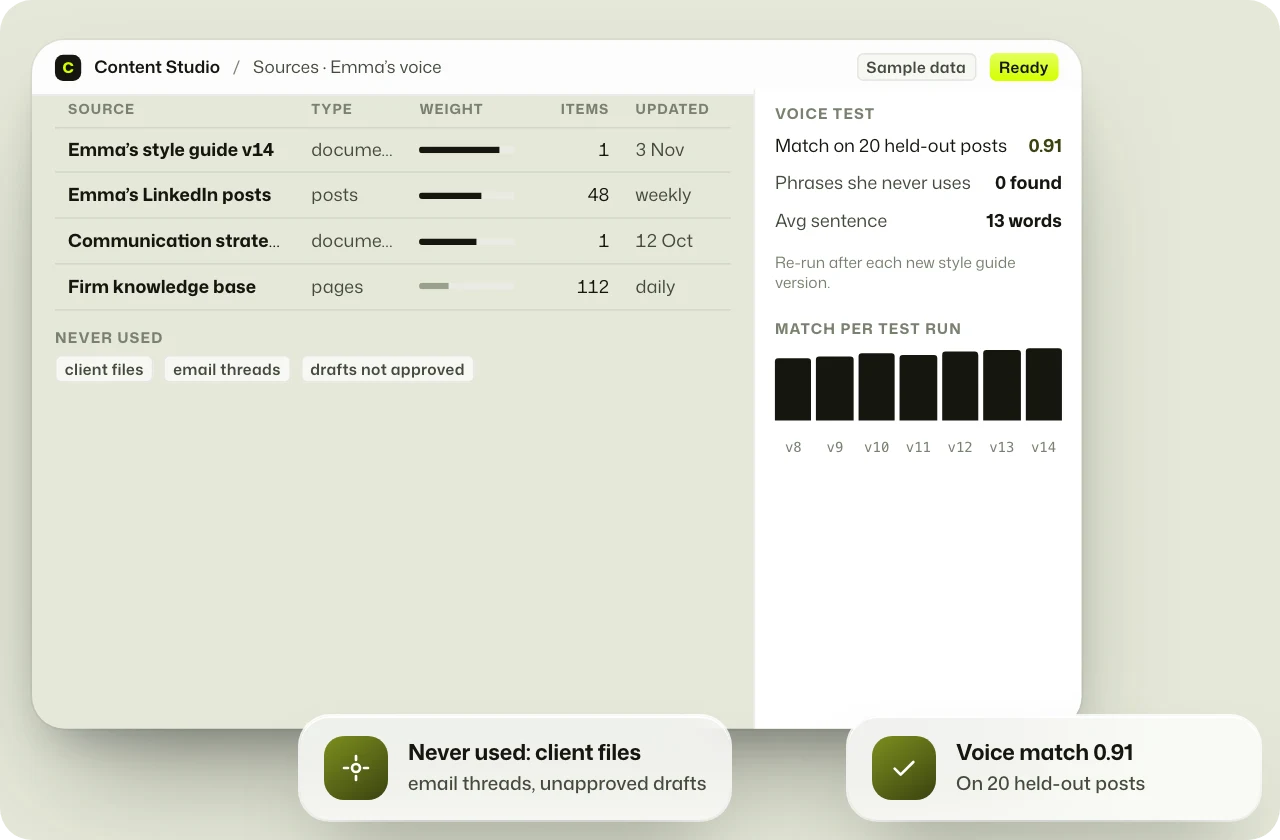 C Content Studio / Sources · Emma’s voice Sample data Ready
SOURCE TYPE WEIGHT ITEMS UPDATED
Emma’s style guide v14 docume… 1 3 Nov
Emma’s LinkedIn posts posts 48 weekly
Communication strate… docume… 1 12 Oct
Firm knowledge base pages 112 daily
NEVER USED
client files email threads drafts not approved
VOICE TEST
Match on 20 held-out posts 0.91
Phrases she never uses 0 found
Avg sentence 13 words
Re-run after each new style guide
version.
MATCH PER TEST RUN
v8 v9 v10 v11 v12 v13 v14
Never used: client files
email threads, unapproved drafts
Voice match 0.91
On 20 held-out posts